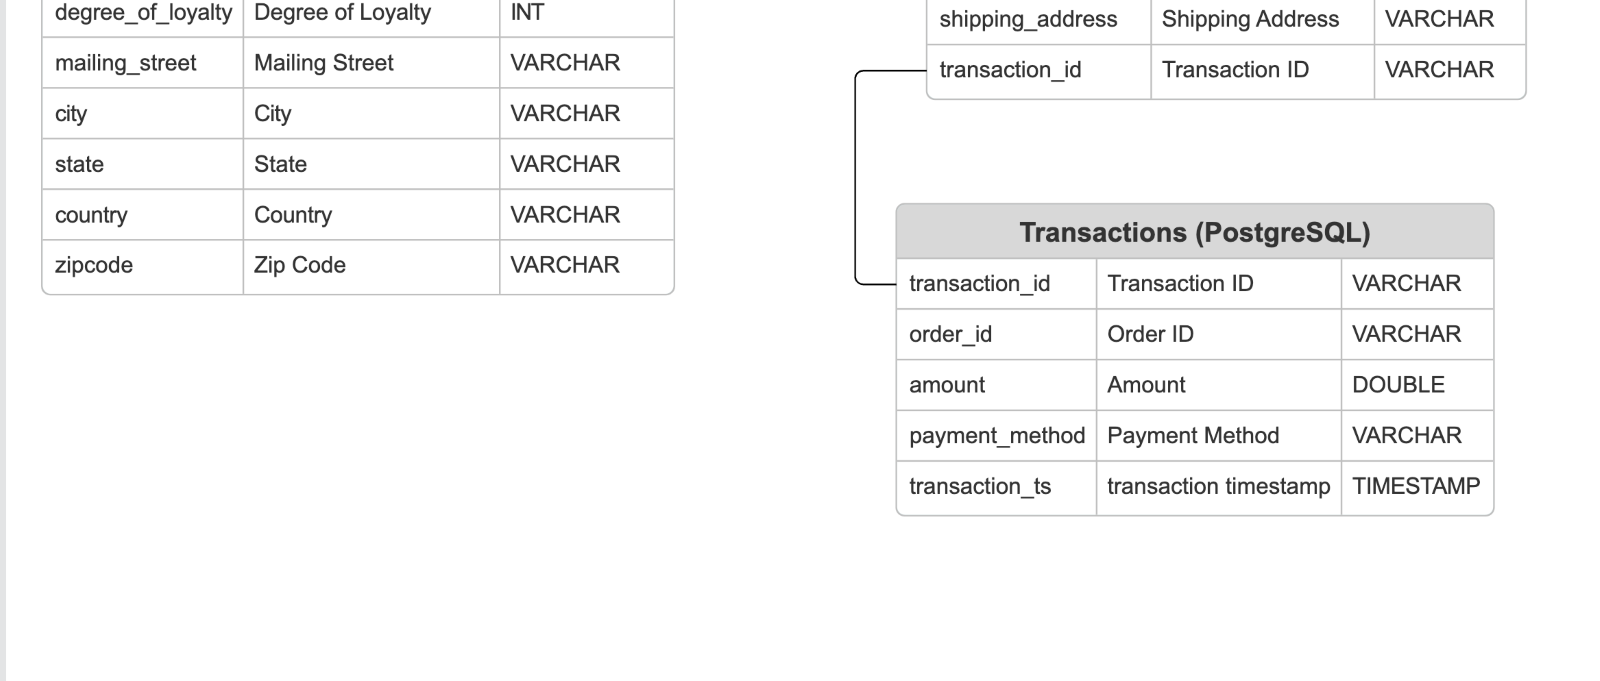 degree_of_loyalty Degree of Loyalty INT
mailing_street Mailing Street VARCHAR
city City VARCHAR
state State VARCHAR
country Country VARCHAR
zipcode Zip Code VARCHAR
shipping_address Shipping Address VARCHAR
transaction_id Transaction ID VARCHAR
Transactions (PostgreSQL)
transaction_id Transaction ID VARCHAR
order_id Order ID VARCHAR
amount Amount DOUBLE
payment_method Payment Method VARCHAR
transaction_ts transaction timestamp TIMESTAMP